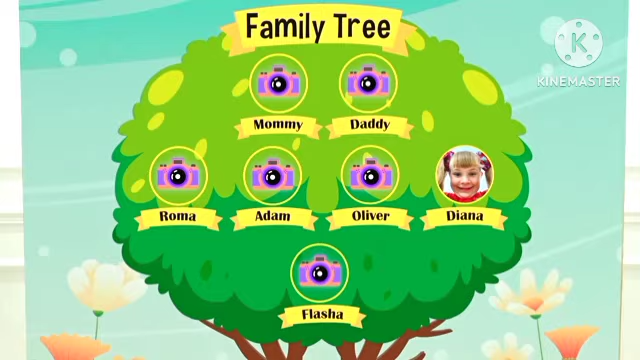 Family Tree
K
KINEMASTER
Mommy
Daddy
Roma
Adam
Oliver
Diana
Flasha